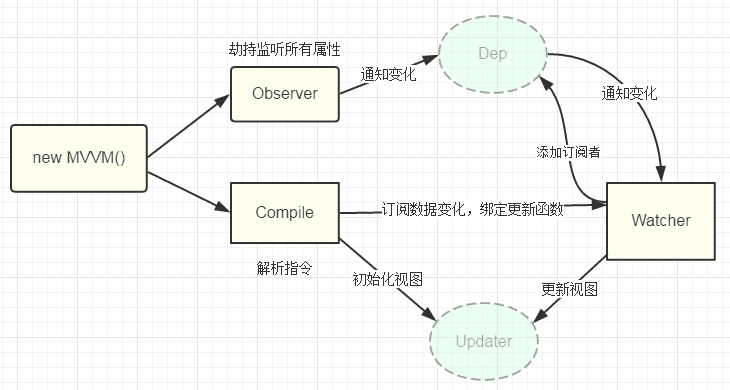 劫持监听所有属性
Observer
通知变化
Dep
通知变化
new MVVM()
添加订阅者
Compile
订阅数据变化，绑定更新函数
Watcher
解析指令
初始化视图
更新视图
Updater